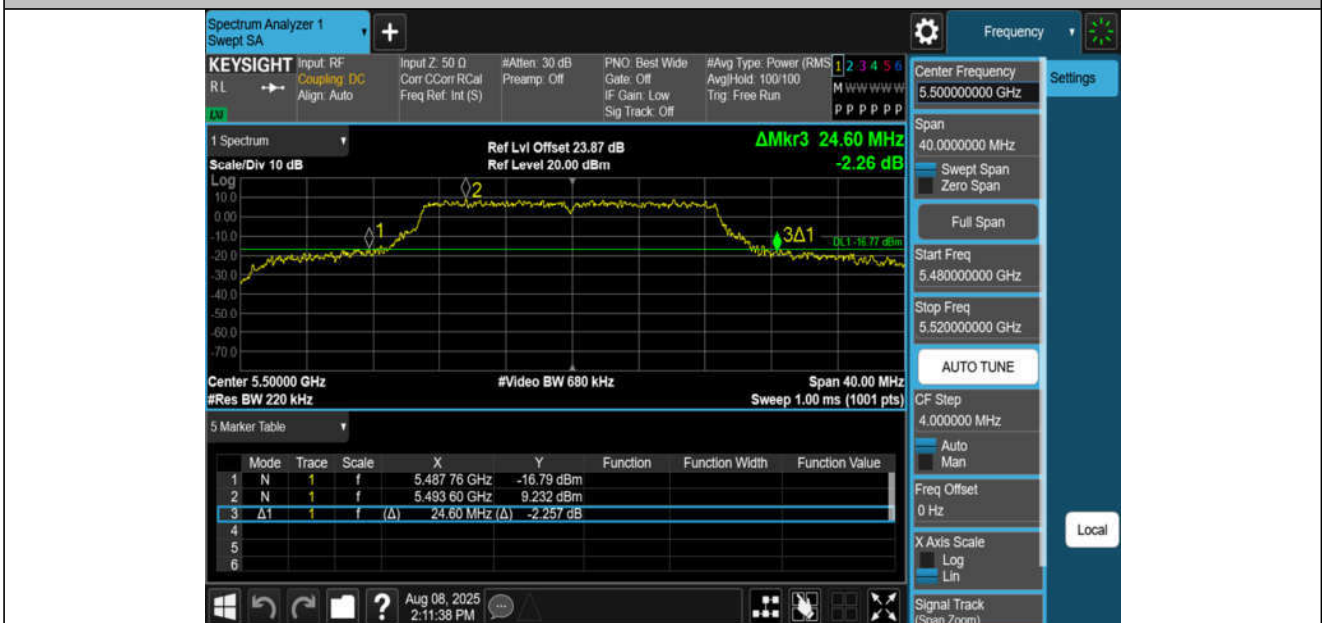 Spectrum Analyzer 1
Swept SA
+
Frequency
KEYSIGHT
RL
LV
Input: RF
Coupling: DC
Align: Auto
Input Z: 50 Ω
Corr CCorr RCal
Freq Ref: Int (S)
#Atten: 30 dB
Preamp: Off
PNO: Best Wide
Gate: Off
IF Gain: Low
Sig Track: Off
#Avg Type: Power (RMS
Avg|Hold: 100/100
Trig: Free Run
1 2 3 4 5 6
M W W W W W
P P P P P P
1 Spectrum
Scale/Div 10 dB
Ref Lvl Offset 23.87 dB
Ref Level 20.00 dBm
ΔMkr3 24.60 MHz
-2.26 dB
Log
10.0
0.00
-10.0
-20.0
-30.0
-40.0
-50.0
-60.0
-70.0
1
2
3Δ1
DL1 -16.77 dBm
Center 5.50000 GHz
#Video BW 680 kHz
Span 40.00 MHz
#Res BW 220 kHz
Sweep 1.00 ms (1001 pts)
5 Marker Table
Mode Trace Scale X Y Function Function Width Function Value
1 N 1 f 5.487 76 GHz -16.79 dBm
2 N 1 f 5.493 60 GHz 9.232 dBm
3 Δ1 1 f (Δ) 24.60 MHz (Δ) -2.257 dB
4
5
6
?
Aug 08, 2025
2:11:38 PM
Center Frequency
5.500000000 GHz
Settings
Span
40.0000000 MHz
Swept Span
Zero Span
Full Span
Start Freq
5.480000000 GHz
Stop Freq
5.520000000 GHz
AUTO TUNE
CF Step
4.000000 MHz
Auto
Man
Freq Offset
0 Hz
X Axis Scale
Log
Lin
Signal Track
(Span Zoom)
Local